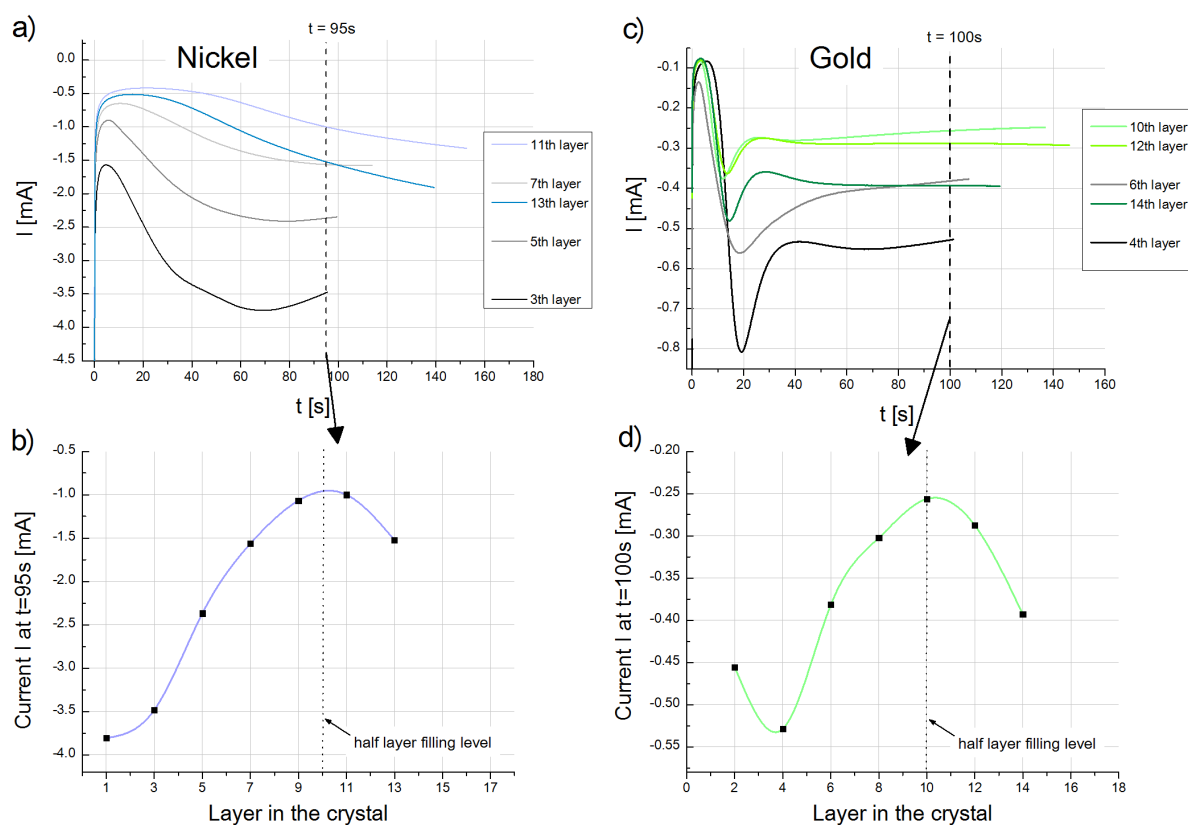 a)
t = 95s
Nickel
0.0
-0.5
-1.0
-1.5
-2.0
-2.5
-3.0
-3.5
-4.0
-4.5
I [mA]
0 20 40 60 80 100 120 140 160 180
t [s]
11th layer
7th layer
13th layer
5th layer
3th layer
c)
t = 100s
Gold
-0.1
-0.2
-0.3
-0.4
-0.5
-0.6
-0.7
-0.8
I [mA]
0 20 40 60 80 100 120 140 160
t [s]
10th layer
12th layer
6th layer
14th layer
4th layer
b)
-0.5
-1.0
-1.5
-2.0
-2.5
-3.0
-3.5
-4.0
Current I at t=95s [mA]
half layer filling level
1 3 5 7 9 11 13 15 17
Layer in the crystal
d)
-0.20
-0.25
-0.30
-0.35
-0.40
-0.45
-0.50
-0.55
Current I at t=100s [mA]
half layer filling level
0 2 4 6 8 10 12 14 16 18
Layer in the crystal